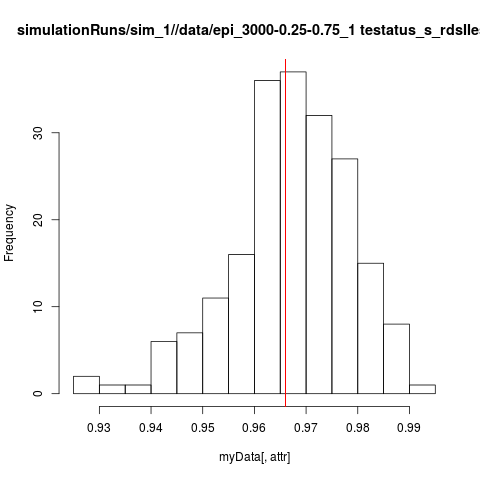 simulationRuns/sim_1//data/epi_3000-0.25-0.75_1 testatus_s_rdsIles
Frequency
30
20
10
0
0.93 0.94 0.95 0.96 0.97 0.98 0.99
myData[, attr]